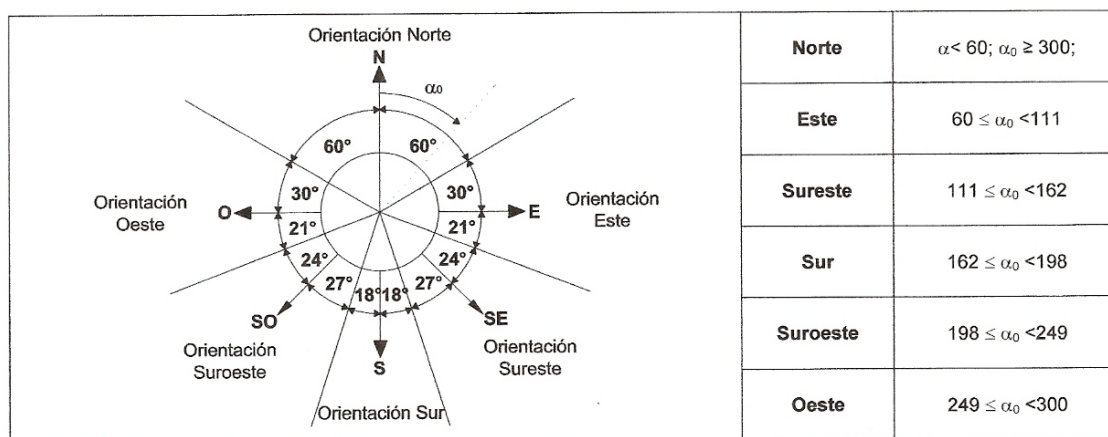 Orientación Norte
N
α₀
60° 60°
30° 30°
Orientación
Oeste
O
E
Orientación
Este
21° 21°
24° 24°
27° 18° 18° 27°
SO
SE
Orientación
Suroeste
S
Orientación
Sureste
Orientación Sur
Norte α< 60; α₀ ≥ 300;
Este 60 ≤ α₀ <111
Sureste 111 ≤ α₀ <162
Sur 162 ≤ α₀ <198
Suroeste 198 ≤ α₀ <249
Oeste 249 ≤ α₀ <300